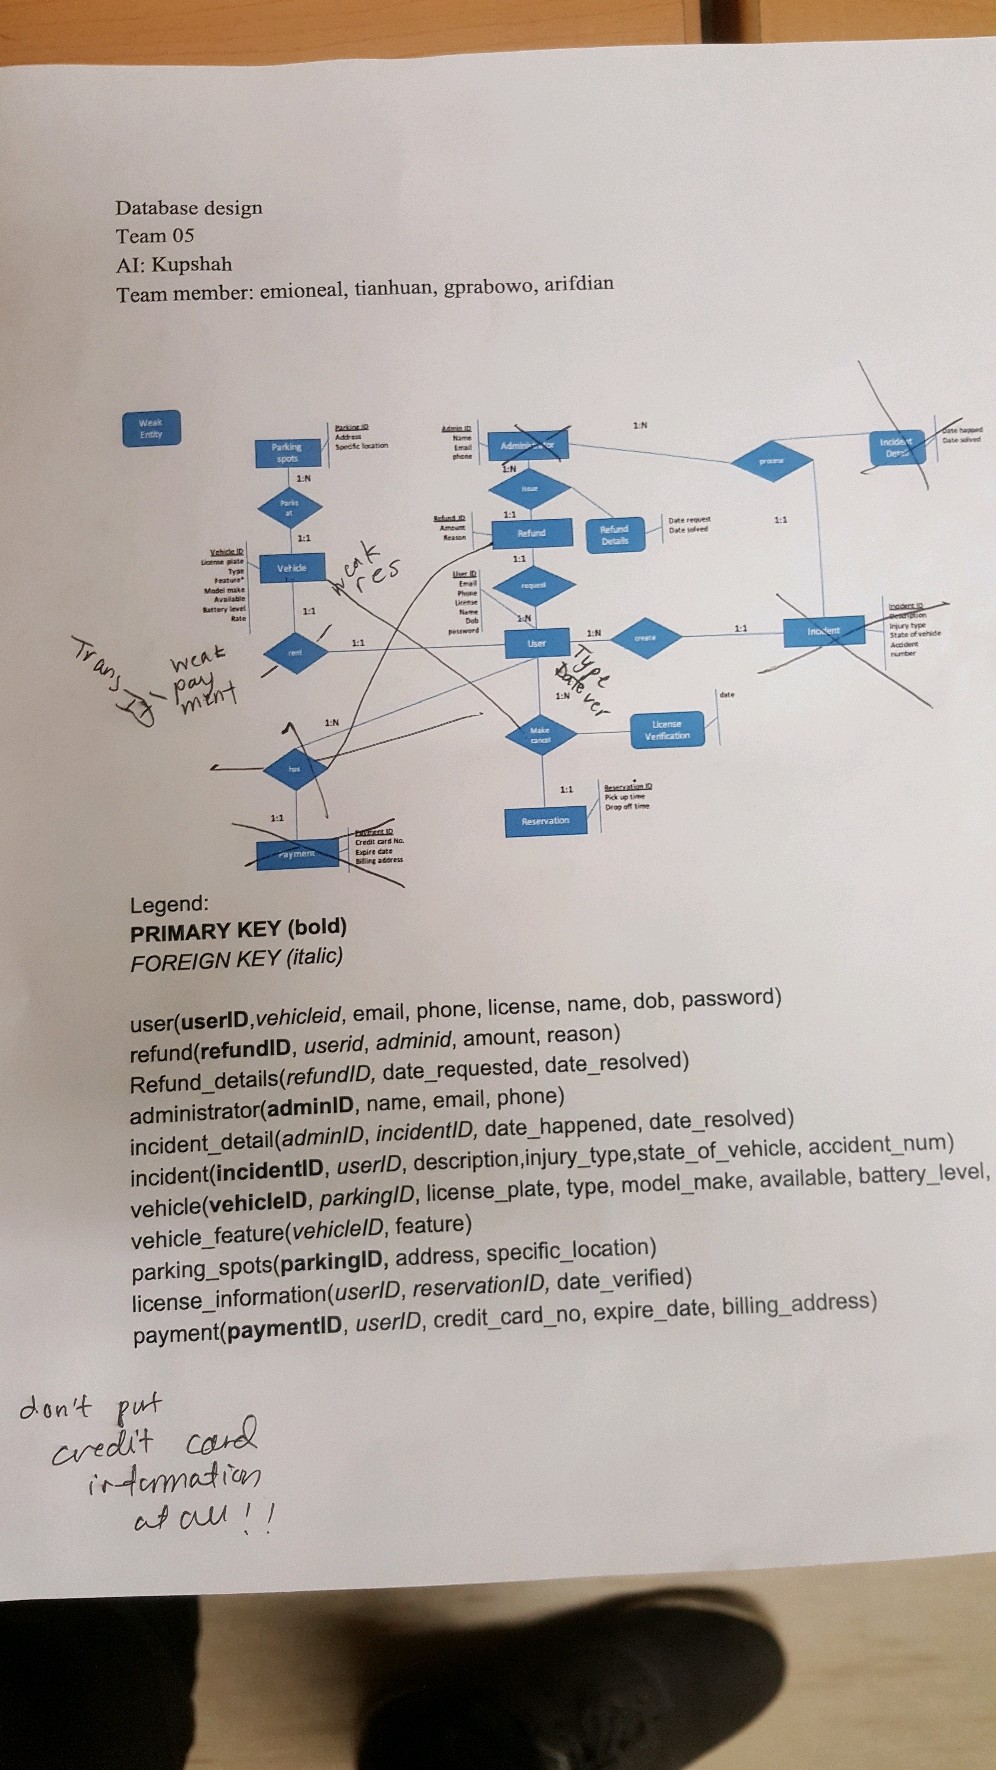 Database design
Team 05
AI: Kupshah
Team member: emioneal, tianhuan, gprabowo, arifdian
Weak
Entity
Parking
spots
Parking ID
Address
Specific location
1:N
Parks
at
1:1
Vehicle ID
License plate
Type
Feature*
Model make
Available
Battery level
Rate
Vehicle
1:1
rent
1:1
weak
res
Trans
ID
weak
pay
ment
Admin ID
Name
Email
phone
Administrator
1:N
1:N
issue
1:1
Refund ID
Amount
Reason
Refund
Refund
Details
Date request
Date solved
1:1
request
User ID
Email
Phone
License
Name
Dob
password
1:N
User
1:N
create
1:1
process
1:1
Incident
Detail
Date happed
Date solved
Incident
Incident ID
Description
Injury type
State of vehicle
Accident
number
Type
Date ver
1:N
Make
cancel
License
Verification
date
1:1
Reservation
Reservation ID
Pick up time
Drop off time
1:N
has
1:1
Payment
Payment ID
Credit card No.
Expire date
Billing address
Legend:
PRIMARY KEY (bold)
FOREIGN KEY (italic)
user(userID,vehicleid, email, phone, license, name, dob, password)
refund(refundID, userid, adminid, amount, reason)
Refund_details(refundID, date_requested, date_resolved)
administrator(adminID, name, email, phone)
incident_detail(adminID, incidentID, date_happened, date_resolved)
incident(incidentID, userID, description,injury_type,state_of_vehicle, accident_num)
vehicle(vehicleID, parkingID, license_plate, type, model_make, available, battery_level,
vehicle_feature(vehicleID, feature)
parking_spots(parkingID, address, specific_location)
license_information(userID, reservationID, date_verified)
payment(paymentID, userID, credit_card_no, expire_date, billing_address)
don't put
credit card
information
at all!!